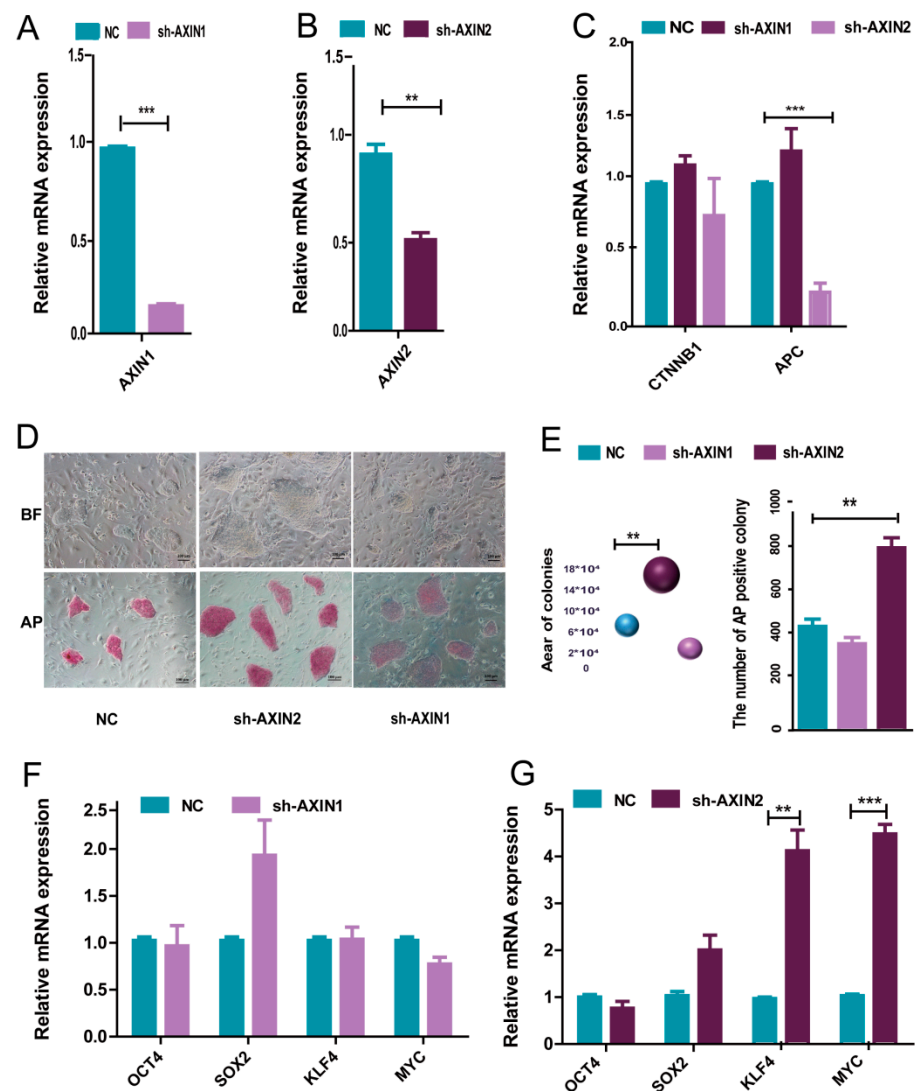 A
NC sh-AXIN1
Relative mRNA expression
1.5
1.0
0.5
0.0
***
AXIN1
B
NC sh-AXIN2
Relative mRNA expression
1.5
1.0
0.5
0.0
**
AXIN2
C
NC sh-AXIN1 sh-AXIN2
Relative mRNA expression
2.0
1.5
1.0
0.5
0.0
***
CTNNB1 APC
D
BF
AP
NC sh-AXIN2 sh-AXIN1
E
NC sh-AXIN1 sh-AXIN2
Aear of colonies
18*10⁴
14*10⁴
10*10⁴
6*10⁴
2*10⁴
0
**
The number of AP positive colony
1000
800
600
400
200
0
**
F
NC sh-AXIN1
Relative mRNA expression
2.5
2.0
1.5
1.0
0.5
0.0
OCT4 SOX2 KLF4 MYC
G
NC sh-AXIN2
Relative mRNA expression
5
4
2
1
0
** ***
OCT4 SOX2 KLF4 MYC